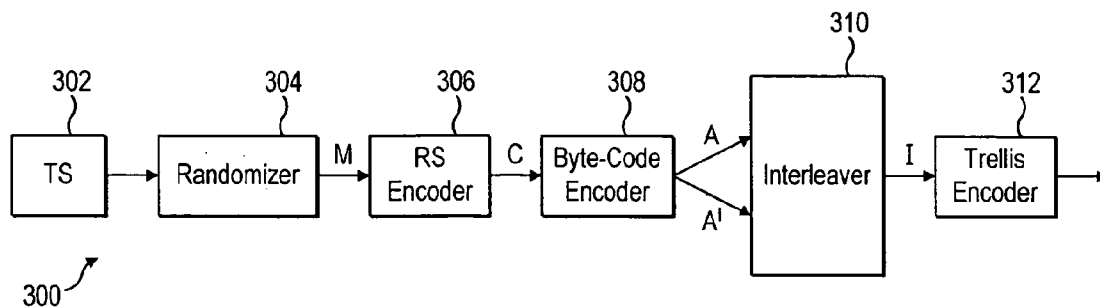 310
302
304
306
308
312
TS
Randomizer
M
RS
Encoder
C
Byte-Code
Encoder
A
A'
Interleaver
I
Trellis
Encoder
300